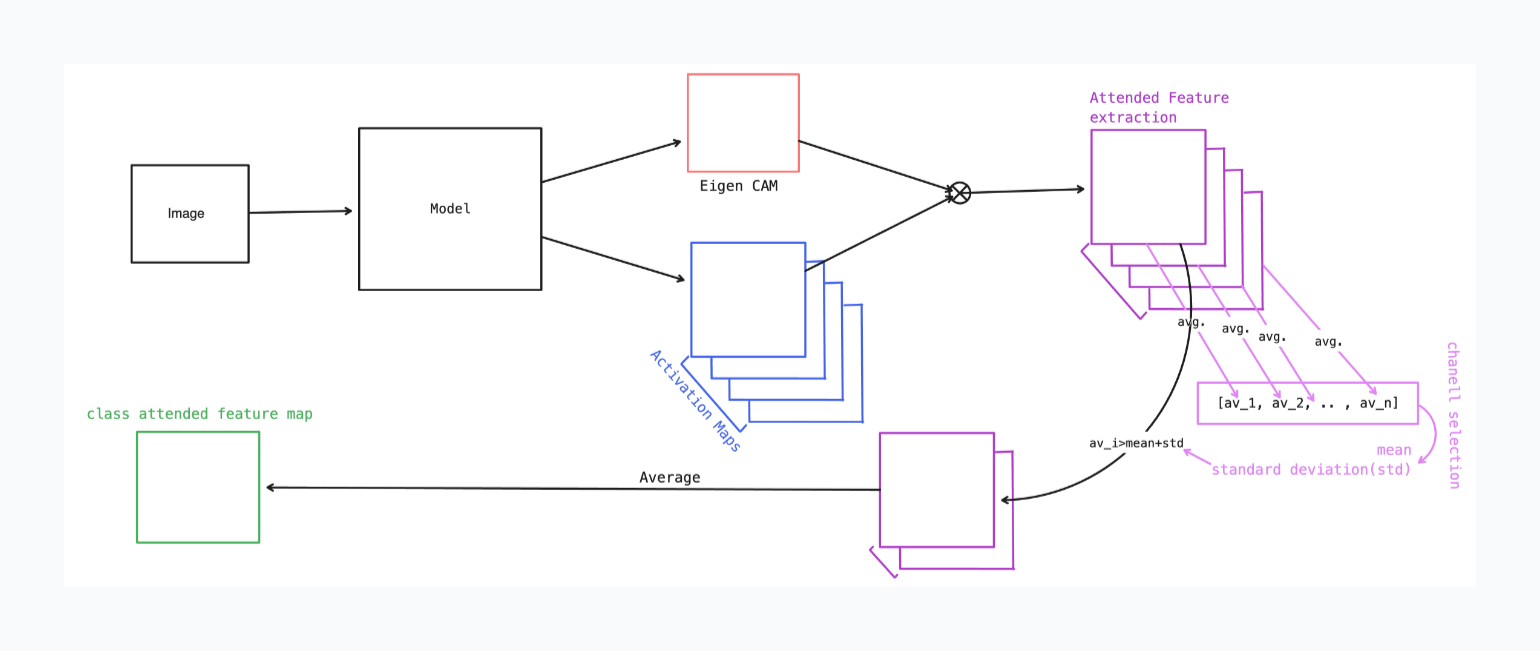 Attended Feature
extraction
Eigen CAM
Image
Model
avg.
avg.
avg.
avg.
Activation Maps
[av_1, av_2, .. , av_n]
chanell selection
class attended feature map
av_i>mean+std
mean
standard deviation(std)
Average